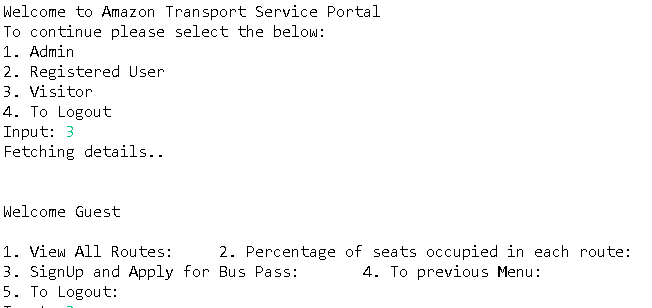 Welcome to Amazon Transport Service Portal
To continue please select the below:
1. Admin
2. Registered User
3. Visitor
4. To Logout
Input: 3
Fetching details..
Welcome Guest
1. View All Routes:     2. Percentage of seats occupied in each route:
3. SignUp and Apply for Bus Pass:       4. To previous Menu:
5. To Logout: